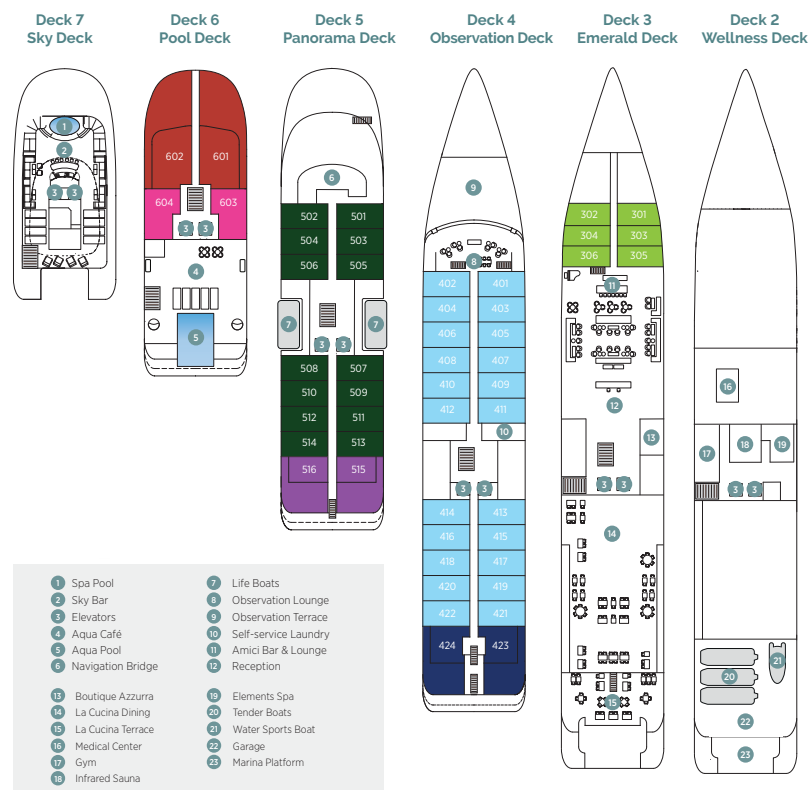 Deck 7 Deck 6 Deck 5 Deck 4 Deck 3 Deck 2
Sky Deck Pool Deck Panorama Deck Observation Deck Emerald Deck Wellness Deck
1
2
3 3
602 601
604 603
3 3
4
5
6
502 501
504 503
506 505
7 7
3 3
508 507
510 509
512 511
514 513
516 515
9
8
402 401
404 403
406 405
408 407
410 409
412 411
10
3 3
414 413
416 415
418 417
420 419
422 421
424 423
302 301
304 303
306 305
11
12
13
3 3
14
15
16
17 18 19
3 3
20 21
22
23
1 Spa Pool
2 Sky Bar
3 Elevators
4 Aqua Café
5 Aqua Pool
6 Navigation Bridge
7 Life Boats
8 Observation Lounge
9 Observation Terrace
10 Self-service Laundry
11 Amici Bar & Lounge
12 Reception
13 Boutique Azzurra
14 La Cucina Dining
15 La Cucina Terrace
16 Medical Center
17 Gym
18 Infrared Sauna
19 Elements Spa
20 Tender Boats
21 Water Sports Boat
22 Garage
23 Marina Platform